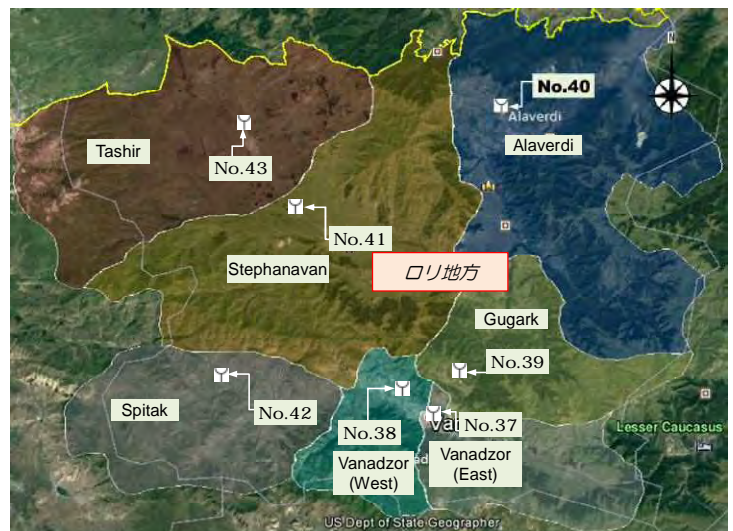 N
No.40
Alaverdi
Alaverdi
Tashir
No.43
No.41
Stephanavan
ロリ地方
Gugark
No.39
Spitak
No.42
No.38
No.37
Lesser Caucasus
Vanadzor
(West)
Vanadzor
(East)
US Dept of State Geographer